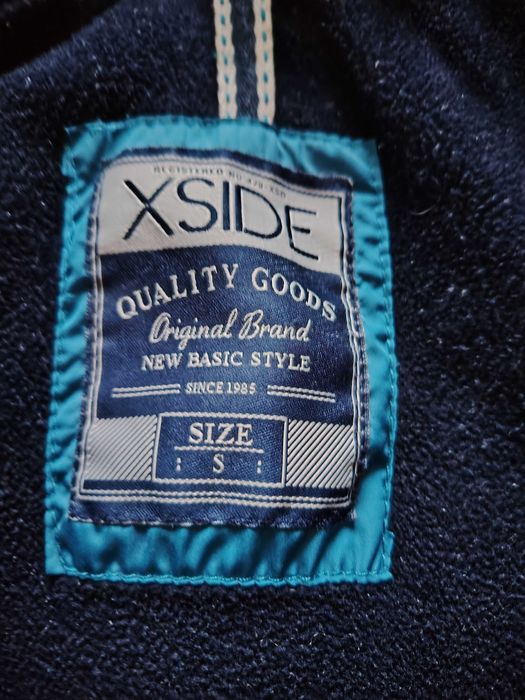 XSIDE
QUALITY GOODS
Original Brand
NEW BASIC STYLE
SINCE 1985
SIZE
: S :